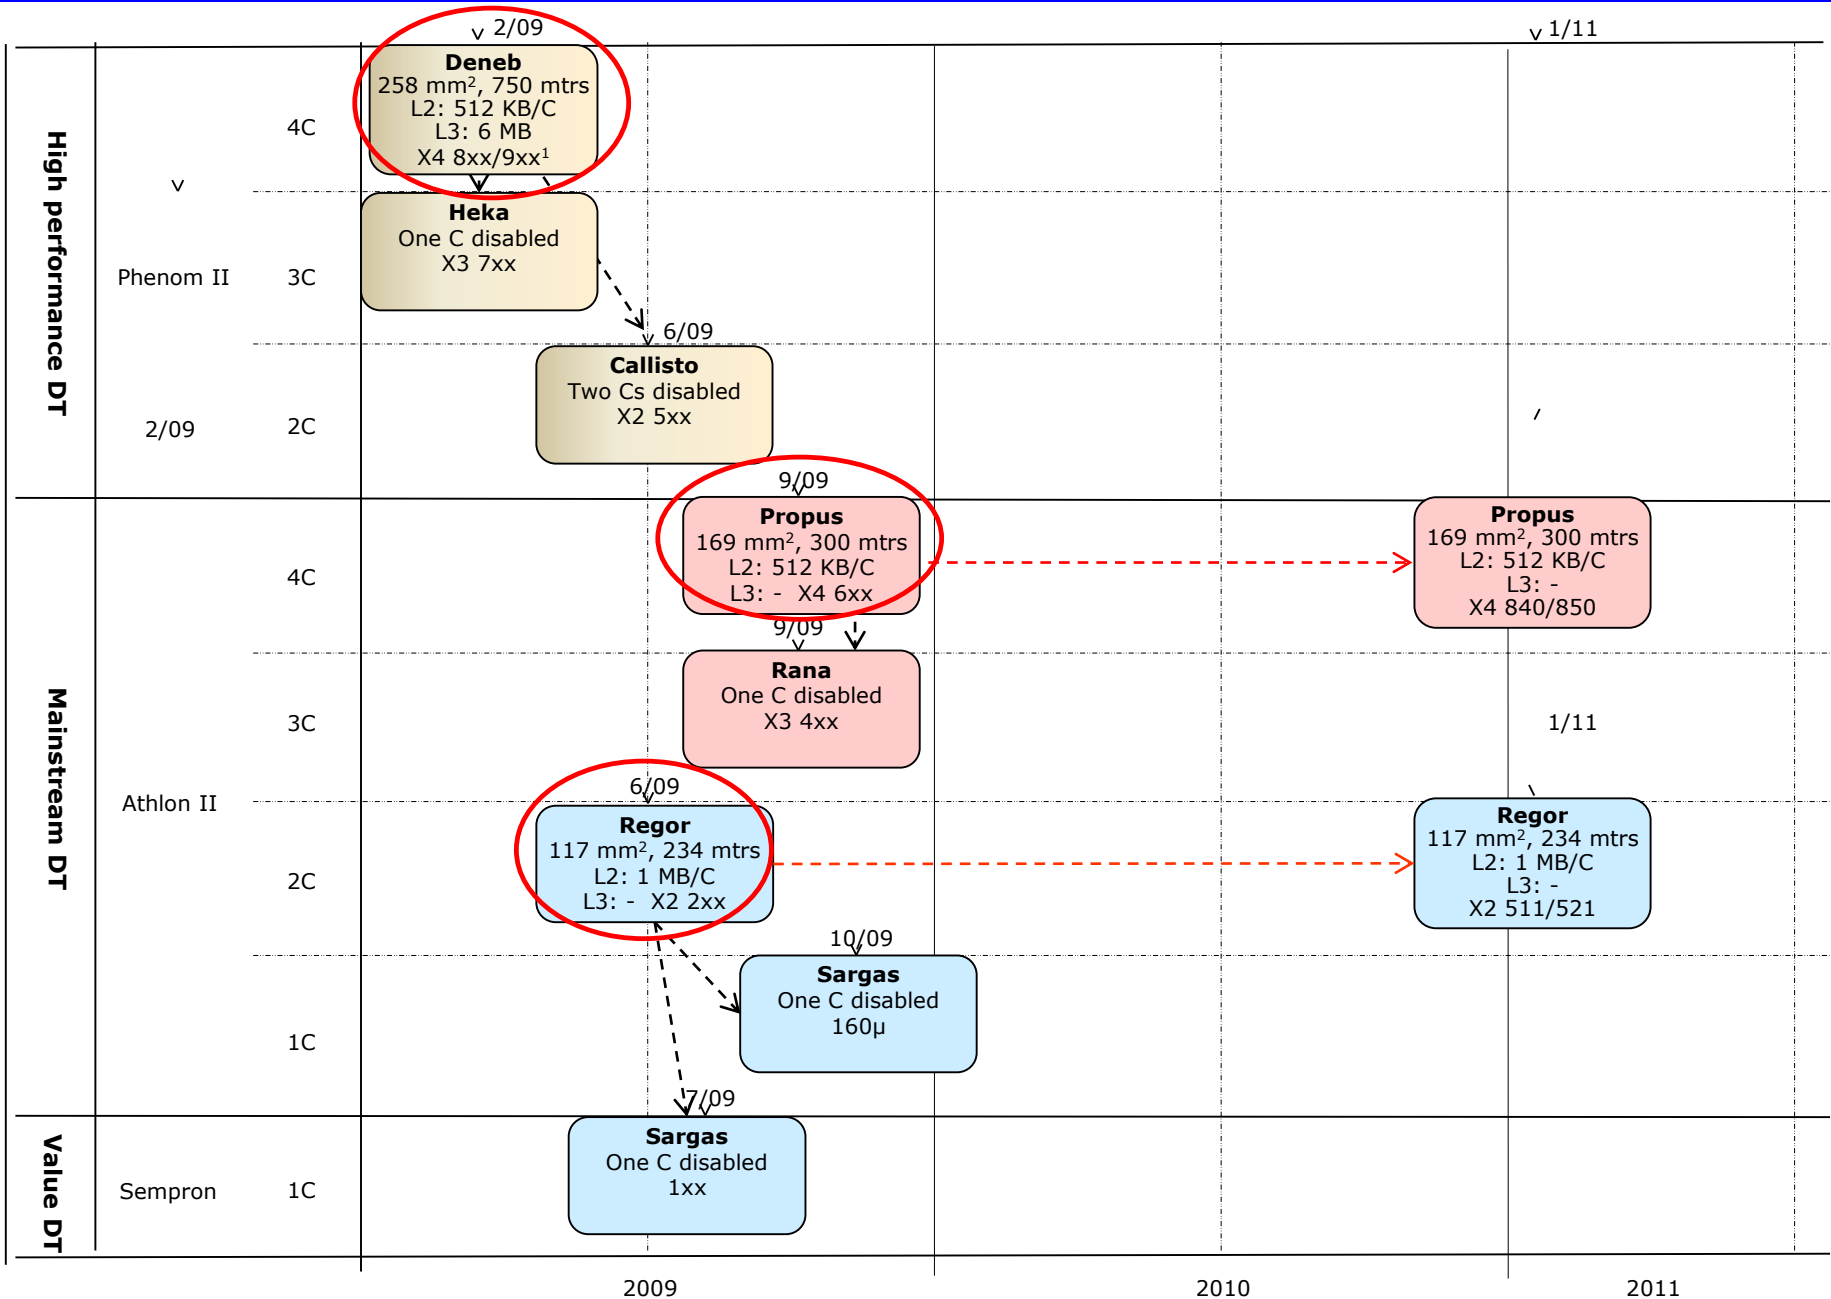 2/09
1/11
High performance DT
Phenom II
2/09
4C
Deneb
258 mm², 750 mtrs
L2: 512 KB/C
L3: 6 MB
X4 8xx/9xx¹
3C
Heka
One C disabled
X3 7xx
2C
6/09
Callisto
Two Cs disabled
X2 5xx
Mainstream DT
Athlon II
4C
9/09
Propus
169 mm², 300 mtrs
L2: 512 KB/C
L3: - X4 6xx
Propus
169 mm², 300 mtrs
L2: 512 KB/C
L3: -
X4 840/850
3C
9/09
Rana
One C disabled
X3 4xx
1/11
2C
6/09
Regor
117 mm², 234 mtrs
L2: 1 MB/C
L3: - X2 2xx
Regor
117 mm², 234 mtrs
L2: 1 MB/C
L3: -
X2 511/521
1C
10/09
Sargas
One C disabled
160µ
Value DT
Sempron
1C
7/09
Sargas
One C disabled
1xx
2009
2010
2011